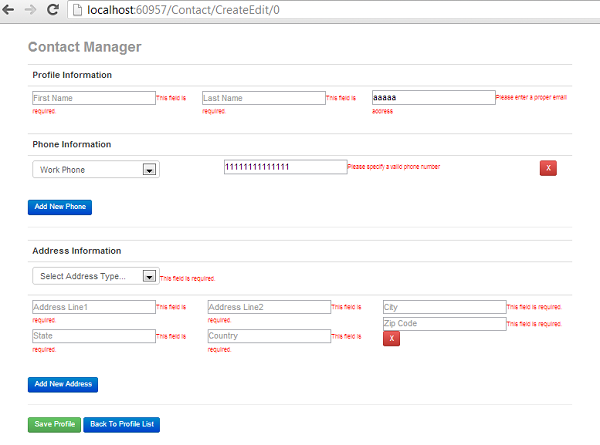 localhost:60957/Contact/CreateEdit/0
Contact Manager
Profile Information
First Name This field is required. Last Name This field is required. aaaaa Please enter a proper email address
Phone Information
Work Phone 11111111111111 Please specify a valid phone number X
Add New Phone
Address Information
Select Address Type... This field is required.
Address Line1 This field is required. Address Line2 This field is required. City This field is required.
Zip Code This field is required.
State This field is required. Country This field is required. X
Add New Address
Save Profile Back To Profile List